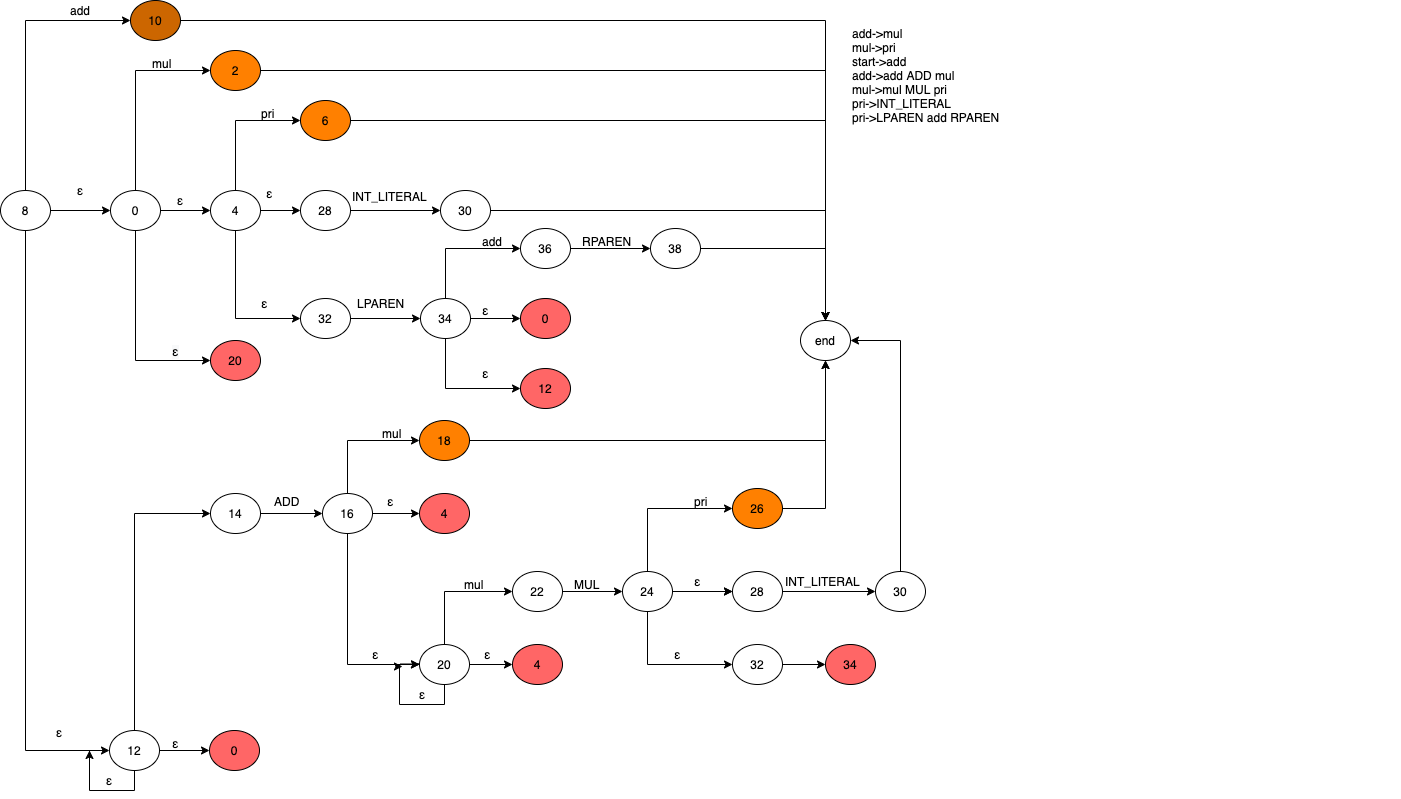 add
10
add->mul
mul->pri
start->add
add->add ADD mul
mul->mul MUL pri
pri->INT_LITERAL
pri->LPAREN add RPAREN
mul
2
pri
6
8
ε
0
ε
4
ε
28
INT_LITERAL
30
add
36
RPAREN
38
ε
32
LPAREN
34
ε
0
end
ε
20
ε
12
mul
18
14
ADD
16
ε
4
pri
26
mul
22
MUL
24
ε
28
INT_LITERAL
30
ε
20
ε
4
ε
32
34
ε
ε
12
ε
0
ε